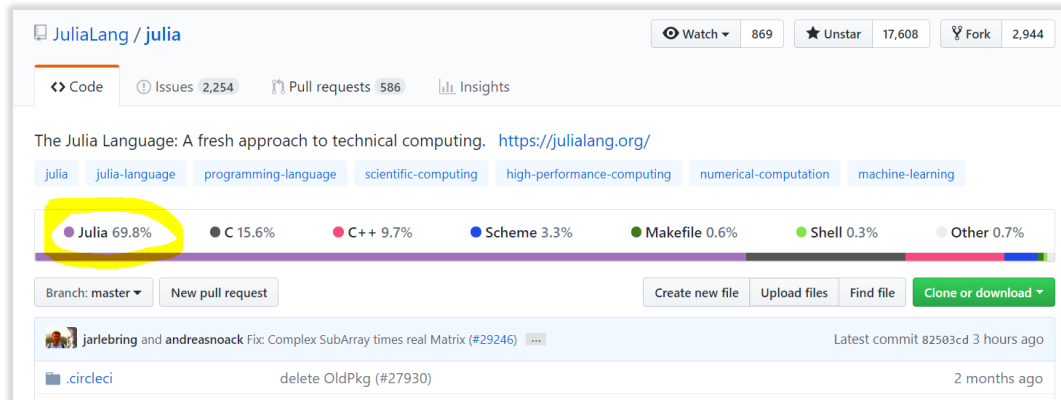 JuliaLang / julia Watch 869 Unstar 17,608 Fork 2,944
Code Issues 2,254 Pull requests 586 Insights
The Julia Language: A fresh approach to technical computing. https://julialang.org/
julia julia-language programming-language scientific-computing high-performance-computing numerical-computation machine-learning
Julia 69.8% C 15.6% C++ 9.7% Scheme 3.3% Makefile 0.6% Shell 0.3% Other 0.7%
Branch: master New pull request Create new file Upload files Find file Clone or download
jarlebring and andreasnoack Fix: Complex SubArray times real Matrix (#29246) ... Latest commit 82503cd 3 hours ago
.circleci delete OldPkg (#27930) 2 months ago